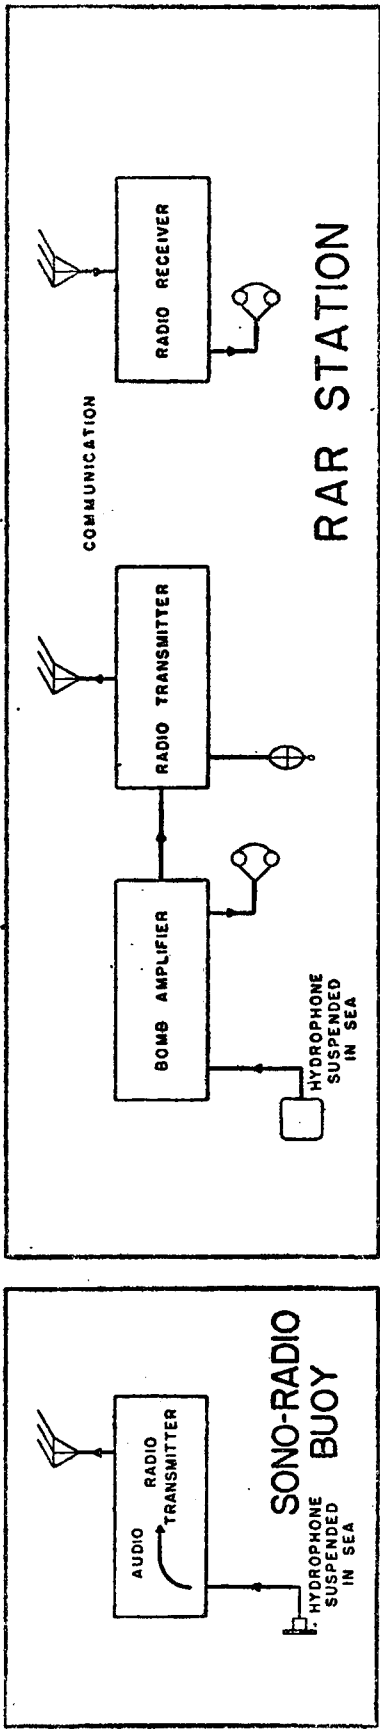 SONO-RADIO
BUOY
AUDIO
RADIO
TRANSMITTER
HYDROPHONE
SUSPENDED
IN SEA
RAR STATION
COMMUNICATION
BOMB AMPLIFIER
RADIO TRANSMITTER
RADIO RECEIVER
HYDROPHONE
SUSPENDED
IN SEA